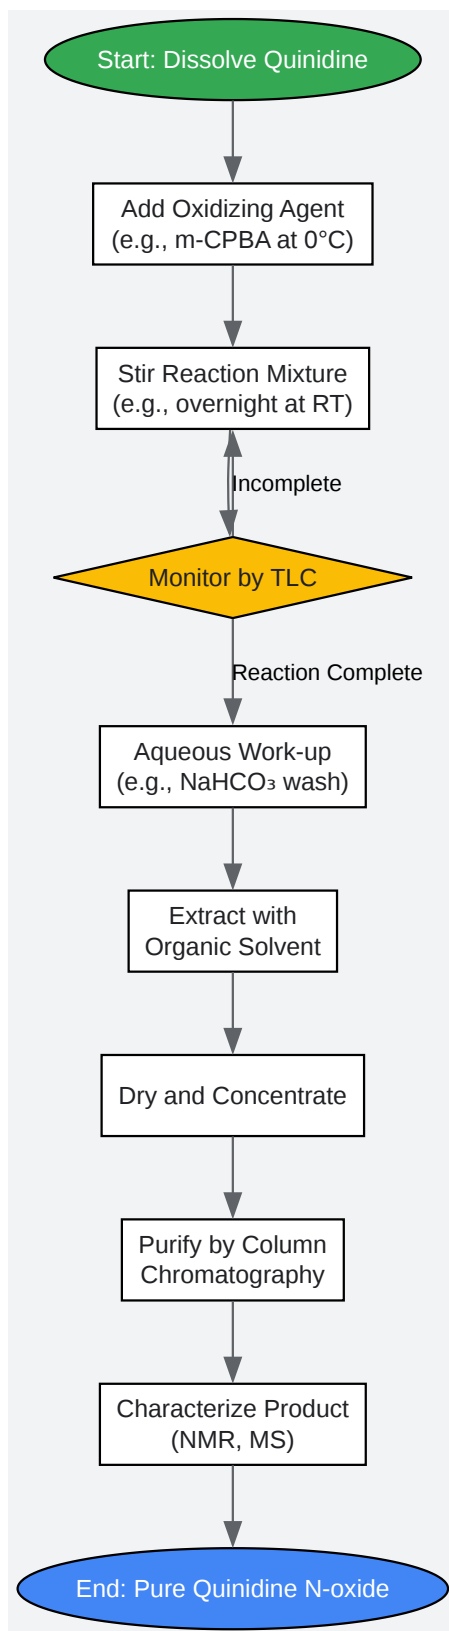 Start: Dissolve Quinidine
Add Oxidizing Agent
(e.g., m-CPBA at 0°C)
Stir Reaction Mixture
(e.g., overnight at RT)
Incomplete
Monitor by TLC
Reaction Complete
Aqueous Work-up
(e.g., NaHCO₃ wash)
Extract with
Organic Solvent
Dry and Concentrate
Purify by Column
Chromatography
Characterize Product
(NMR, MS)
End: Pure Quinidine N-oxide